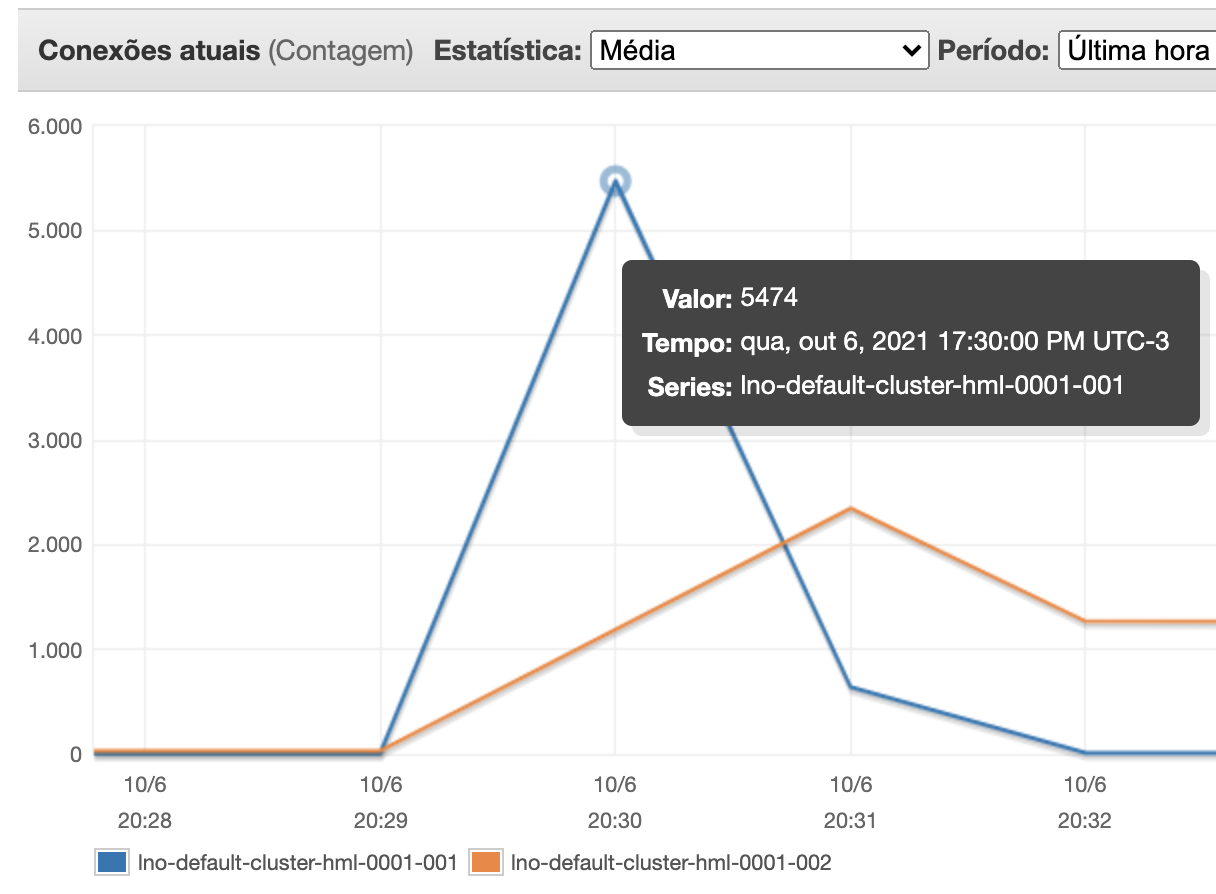 Conexões atuais (Contagem) Estatística: Média Período: Última hora
6.000
5.000
4.000
3.000
2.000
1.000
0
Valor: 5474
Tempo: qua, out 6, 2021 17:30:00 PM UTC-3
Series: lno-default-cluster-hml-0001-001
10/6 10/6 10/6 10/6 10/6
20:28 20:29 20:30 20:31 20:32
lno-default-cluster-hml-0001-001 lno-default-cluster-hml-0001-002